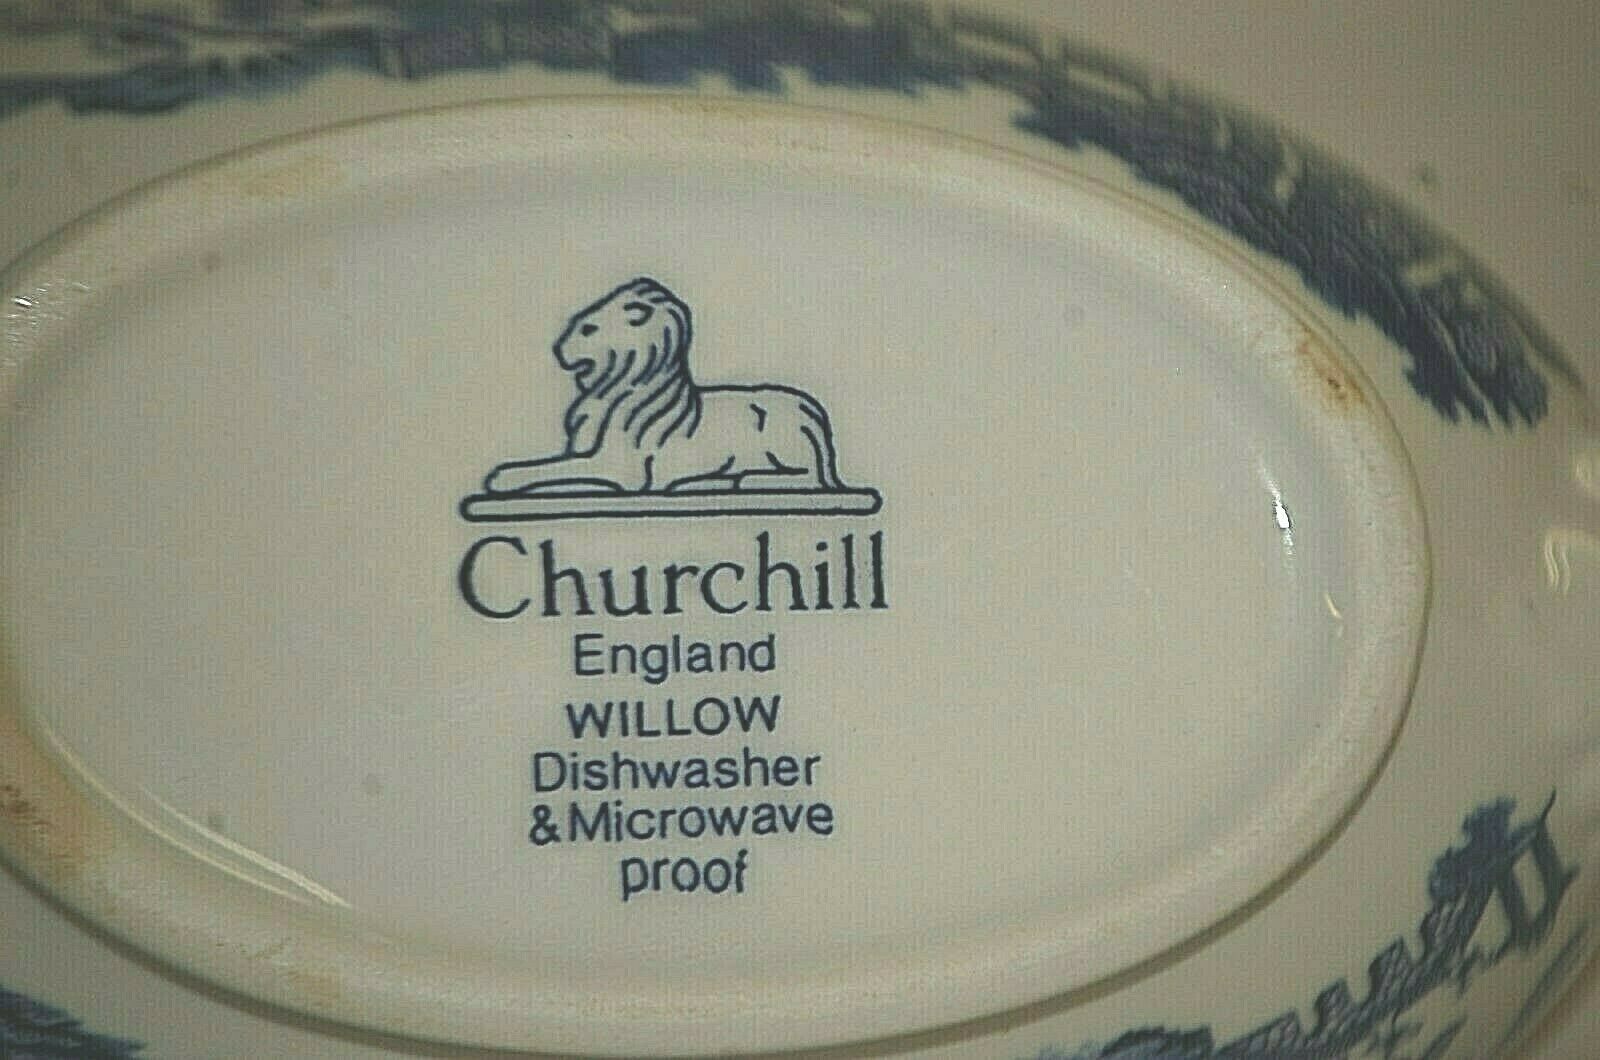 Churchill
England
WILLOW
Dishwasher
& Microwave
proof